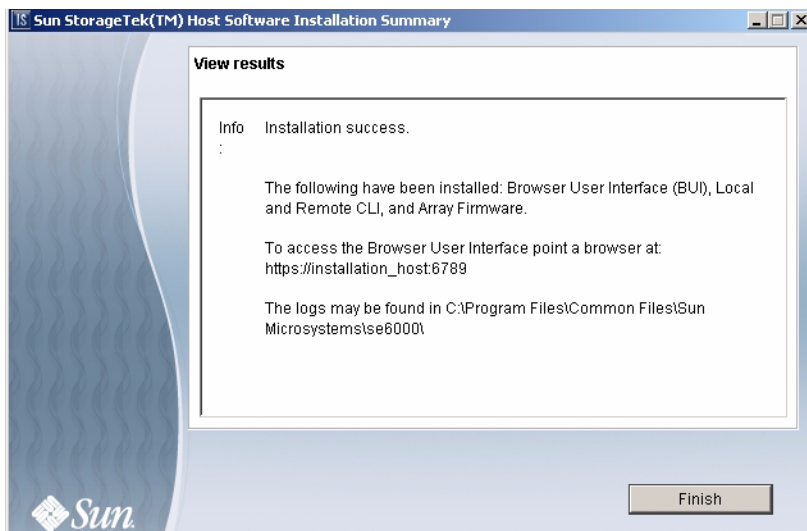 IS Sun StorageTek(TM) Host Software Installation Summary
View results
Info : Installation success.
The following have been installed: Browser User Interface (BUI), Local
and Remote CLI, and Array Firmware.
To access the Browser User Interface point a browser at:
https://installation_host:6789
The logs may be found in C:\Program Files\Common Files\Sun
Microsystems\se6000\
Finish
Sun